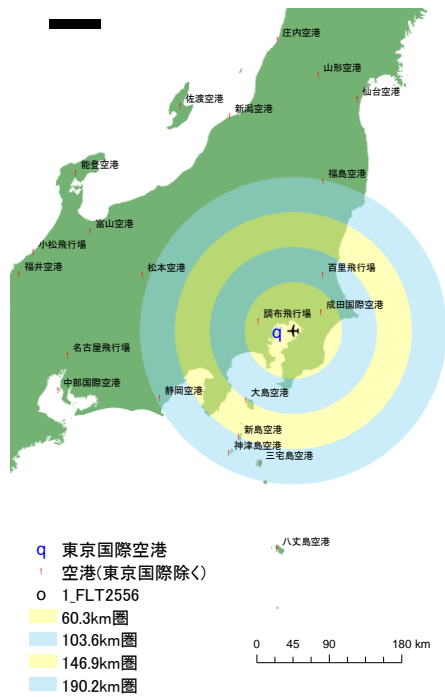 庄内空港
山形空港
仙台空港
佐渡空港
新潟空港
能登空港
福島空港
富山空港
小松飛行場
福井空港
松本空港
百里飛行場
成田国際空港
調布飛行場
q
名古屋飛行場
中部国際空港
静岡空港
大島空港
新島空港
神津島空港
三宅島空港
八丈島空港
q 東京国際空港
! 空港(東京国際除く)
o 1_FLT2556
60.3km圏
103.6km圏
146.9km圏
190.2km圏
0 45 90 180 km